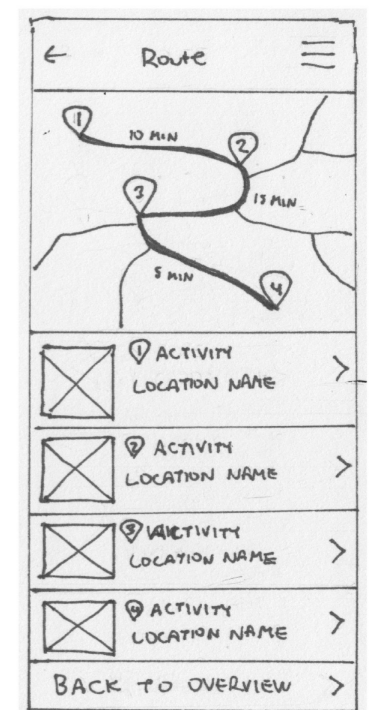 Route
1
10 MIN
2
3
15 MIN
5 MIN
4
1 ACTIVITY
LOCATION NAME
2 ACTIVITY
LOCATION NAME
3 ACTIVITY
LOCATION NAME
4 ACTIVITY
LOCATION NAME
BACK TO OVERVIEW